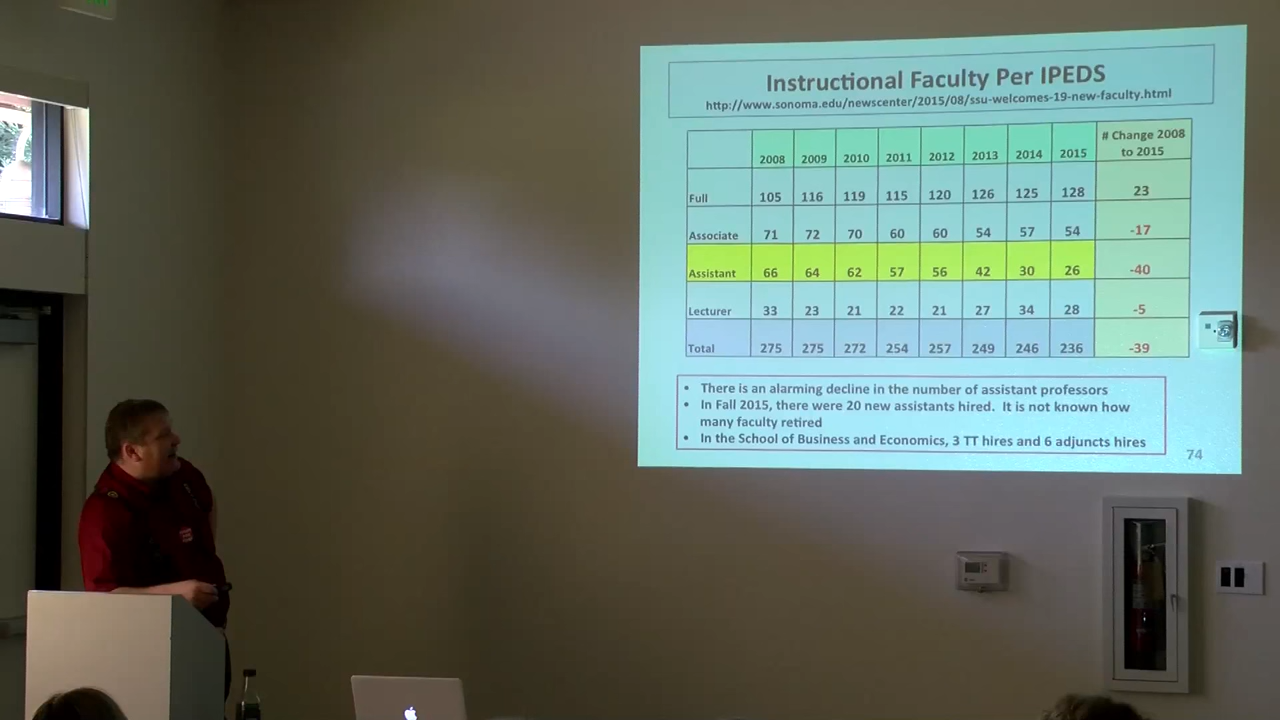 Instructional Faculty Per IPEDS
http://www.sonoma.edu/newscenter/2015/08/ssu-welcomes-19-new-faculty.html
2008 2009 2010 2011 2012 2013 2014 2015 # Change 2008 to 2015
Full 105 116 119 115 120 126 125 128 23
Associate 71 72 70 60 60 54 57 54 -17
Assistant 66 64 62 57 56 42 30 26 -40
Lecturer 33 23 21 22 21 27 34 28 -5
Total 275 275 272 254 257 249 246 236 -39
• There is an alarming decline in the number of assistant professors
• In Fall 2015, there were 20 new assistants hired. It is not known how
many faculty retired
• In the School of Business and Economics, 3 TT hires and 6 adjuncts hires
74